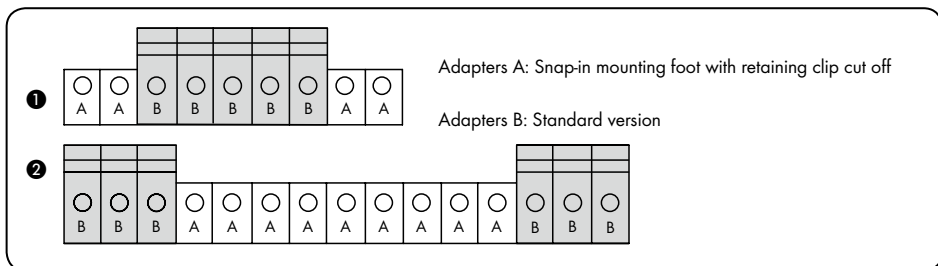 Adapters A: Snap-in mounting foot with retaining clip cut off
❶ A A B B B B B A A
Adapters B: Standard version
❷ B B B A A A A A A A A A B B B